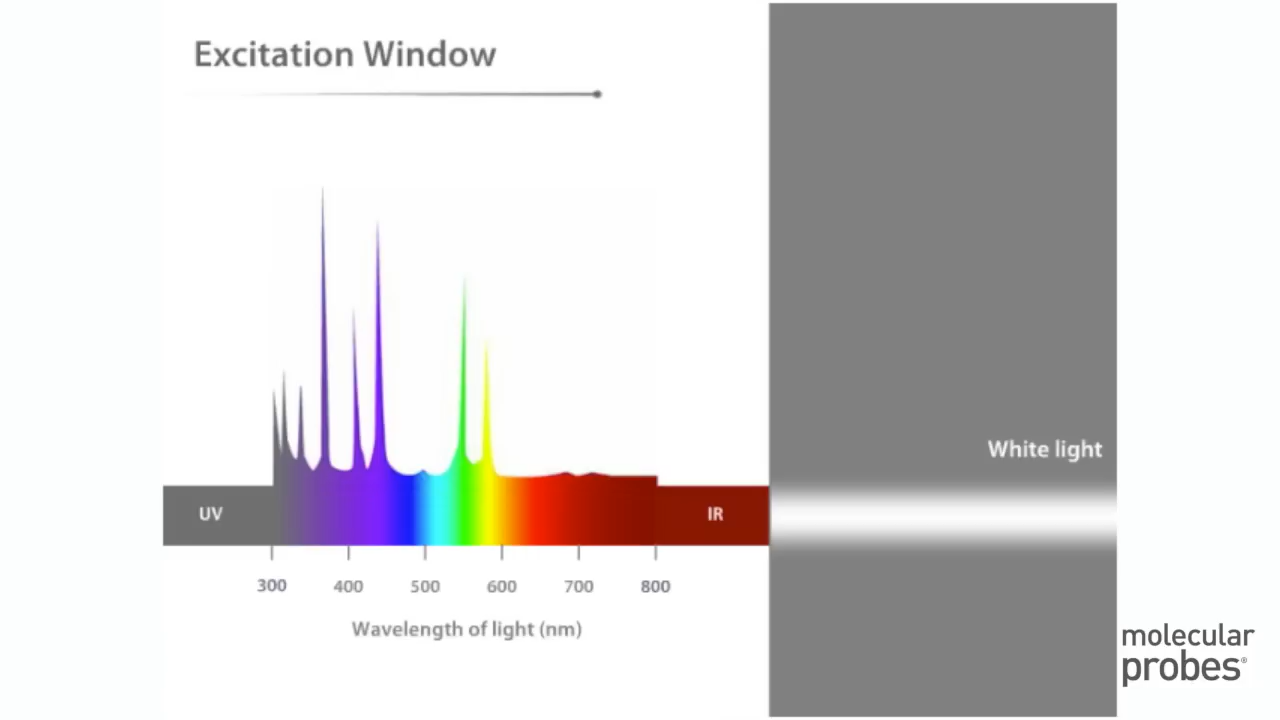 Excitation Window
White light
UV
IR
300 400 500 600 700 800
Wavelength of light (nm)
molecular
probes®